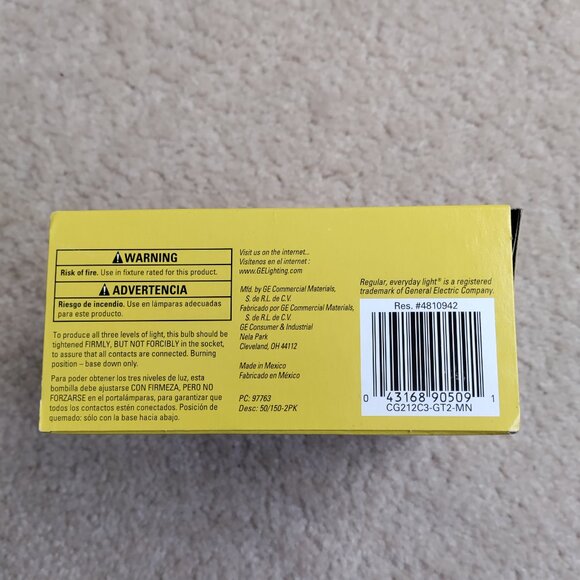 WARNING
Risk of fire. Use in fixture rated for this product.
ADVERTENCIA
Riesgo de incendio. Use en lámparas adecuadas
para este producto.
To produce all three levels of light, this bulb should be
tightened FIRMLY, BUT NOT FORCIBLY in the socket,
to assure that all contacts are connected. Burning
position – base down only.
Para poder obtener los tres niveles de luz, esta
bombilla debe ajustarse CON FIRMEZA, PERO NO
FORZARSE en el portalámparas, para garantizar que
todos los contactos estén conectados. Posición de
quemado: sólo con la base hacia abajo.
Visit us on the internet...
Visítenos en el internet...
www.GELighting.com
Mfd. by GE Commercial Materials,
S. de R.L. de C.V.
Fabricado por GE Commercial Materials,
S. de R.L. de C.V.
GE Consumer & Industrial
Nela Park
Cleveland, OH 44112
Made in Mexico
Fabricado en México
PC: 97763
Desc: 50/150-2PK
Regular, everyday light® is a registered
trademark of General Electric Company.
Res. #4810942
0 43168 90509 1
CG212C3-GT2-MN